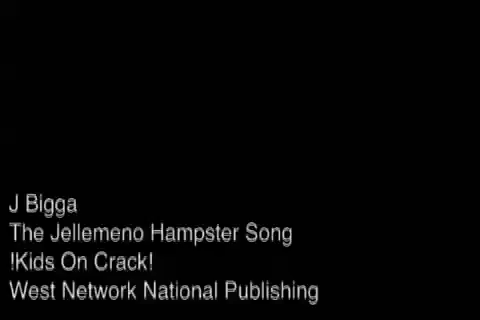 J Bigga
The Jellemeno Hampster Song
!Kids On Crack!
West Network National Publishing